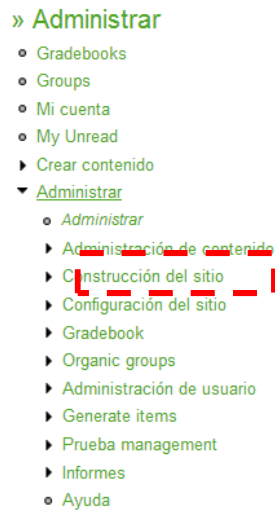 » Administrar
Gradebooks
Groups
Mi cuenta
My Unread
Crear contenido
Administrar
Administrar
Administración de contenido
Construcción del sitio
Configuración del sitio
Gradebook
Organic groups
Administración de usuario
Generate items
Prueba management
Informes
Ayuda